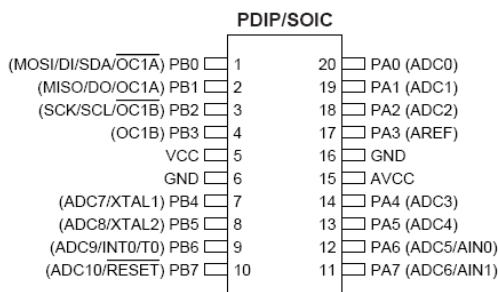 PDIP/SOIC
(MOSI/DI/SDA/OC1A) PB0 1 20 PA0 (ADC0)
(MISO/DO/OC1A) PB1 2 19 PA1 (ADC1)
(SCK/SCL/OC1B) PB2 3 18 PA2 (ADC2)
(OC1B) PB3 4 17 PA3 (AREF)
VCC 5 16 GND
GND 6 15 AVCC
(ADC7/XTAL1) PB4 7 14 PA4 (ADC3)
(ADC8/XTAL2) PB5 8 13 PA5 (ADC4)
(ADC9/INT0/T0) PB6 9 12 PA6 (ADC5/AIN0)
(ADC10/RESET) PB7 10 11 PA7 (ADC6/AIN1)